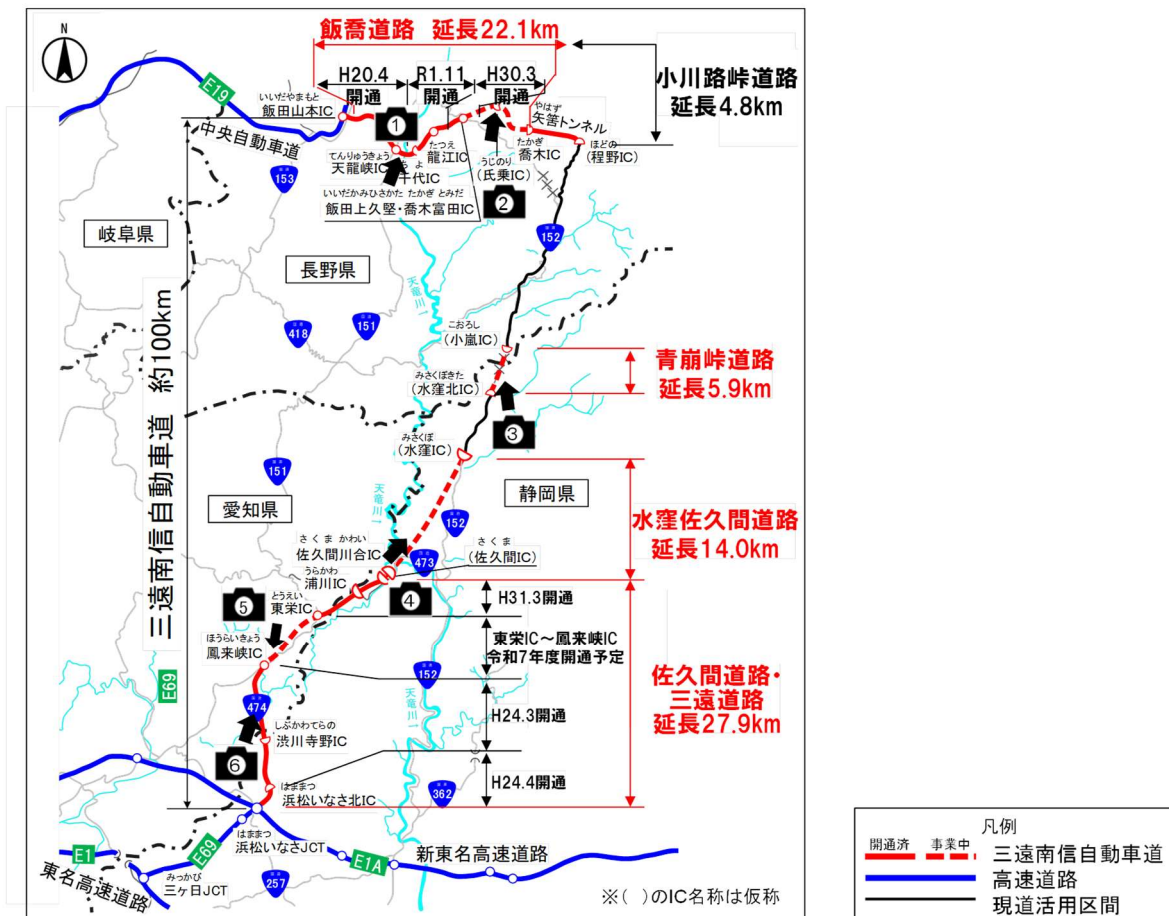 N
飯喬道路 延長22.1km
H20.4
開通
R1.11
開通
H30.3
開通
小川路峠道路
延長4.8km
E19
中央自動車道
いいだやまもと
飯田山本IC
1
てんりゅうきょう
天龍峡IC
ちよ
千代IC
たつえ
龍江IC
いいだかみひさかた たかぎ とみだ
飯田上久堅・喬木富田IC
うじのり
(氏乗IC)
2
たかぎ
喬木IC
やはず
矢筈トンネル
ほどの
(程野IC)
153
152
岐阜県
長野県
天竜川
418
151
こおろし
(小嵐IC)
みさくぼきた
(水窪北IC)
3
青崩峠道路
延長5.9km
みさくぼ
(水窪IC)
三遠南信自動車道 約100km
151
愛知県
静岡県
天竜川
152
水窪佐久間道路
延長14.0km
さくま かわい
佐久間川合IC
さくま
(佐久間IC)
473
うらかわ
浦川IC
4
5
とうえい
東栄IC
H31.3開通
ほうらいきょう
鳳来峡IC
東栄IC～鳳来峡IC
令和7年度開通予定
E69
152
474
天竜川
H24.3開通
佐久間道路・
三遠道路
延長27.9km
しぶかわてらの
渋川寺野IC
6
はままつ
浜松いなさ北IC
H24.4開通
362
はままつ
浜松いなさJCT
E1
E69
E1A
新東名高速道路
東名高速道路
みっかび
三ヶ日JCT
257
※( )のIC名称は仮称
凡例
開通済 事業中
三遠南信自動車道
高速道路
現道活用区間